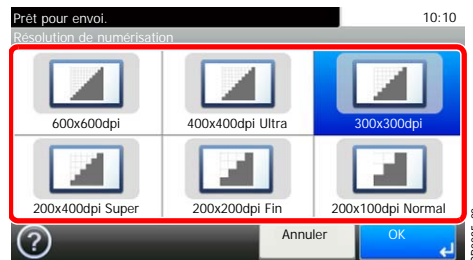 Prêt pour envoi. 10:10
Résolution de numérisation
600x600dpi 400x400dpi Ultra 300x300dpi
200x400dpi Super 200x200dpi Fin 200x100dpi Normal
? Annuler OK